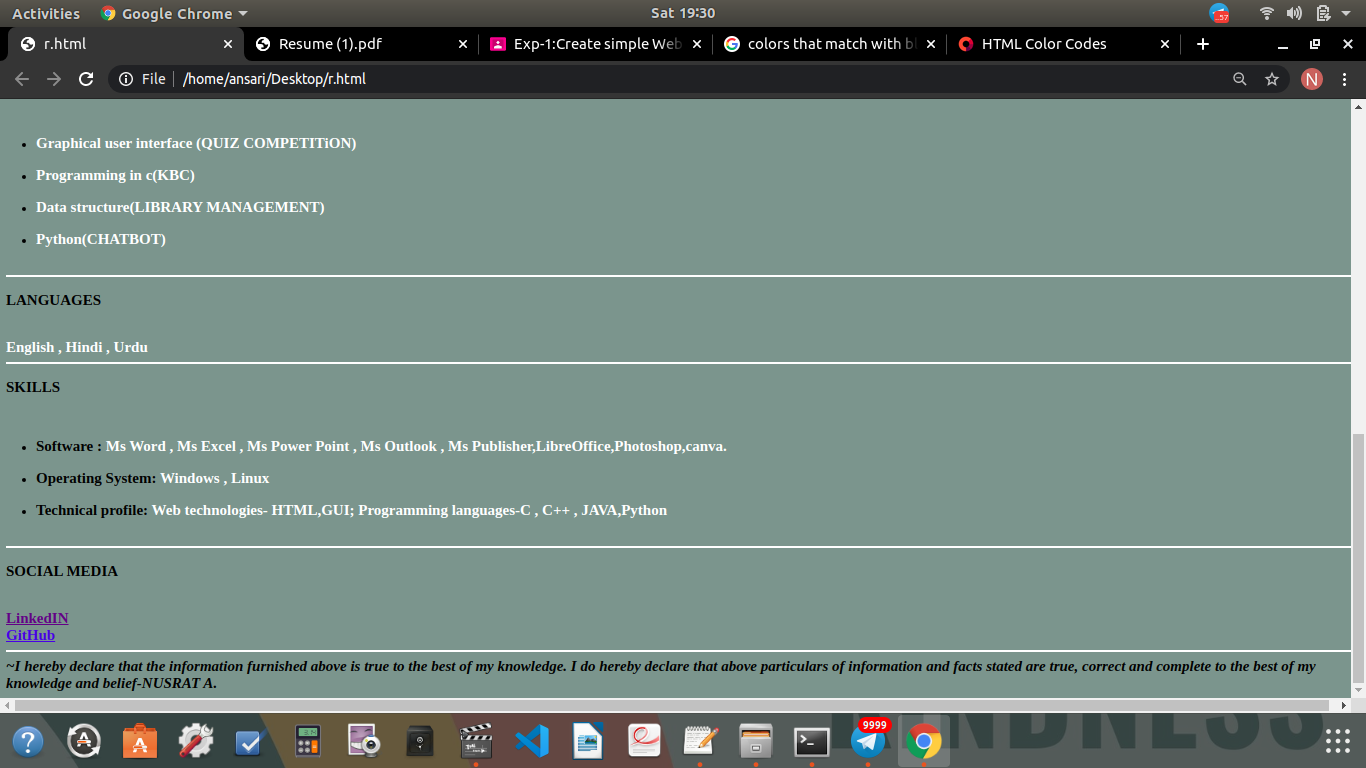 Activities Google Chrome Sat 19:30 57
r.html Resume (1).pdf Exp-1:Create simple Web colors that match with bl HTML Color Codes
File /home/ansari/Desktop/r.html N
Graphical user interface (QUIZ COMPETITiON)
Programming in c(KBC)
Data structure(LIBRARY MANAGEMENT)
Python(CHATBOT)
LANGUAGES
English , Hindi , Urdu
SKILLS
Software : Ms Word , Ms Excel , Ms Power Point , Ms Outlook , Ms Publisher,LibreOffice,Photoshop,canva.
Operating System: Windows , Linux
Technical profile: Web technologies- HTML,GUI; Programming languages-C , C++ , JAVA,Python
SOCIAL MEDIA
LinkedIN
GitHub
~I hereby declare that the information furnished above is true to the best of my knowledge. I do hereby declare that above particulars of information and facts stated are true, correct and complete to the best of my
knowledge and belief-NUSRAT A.
9999